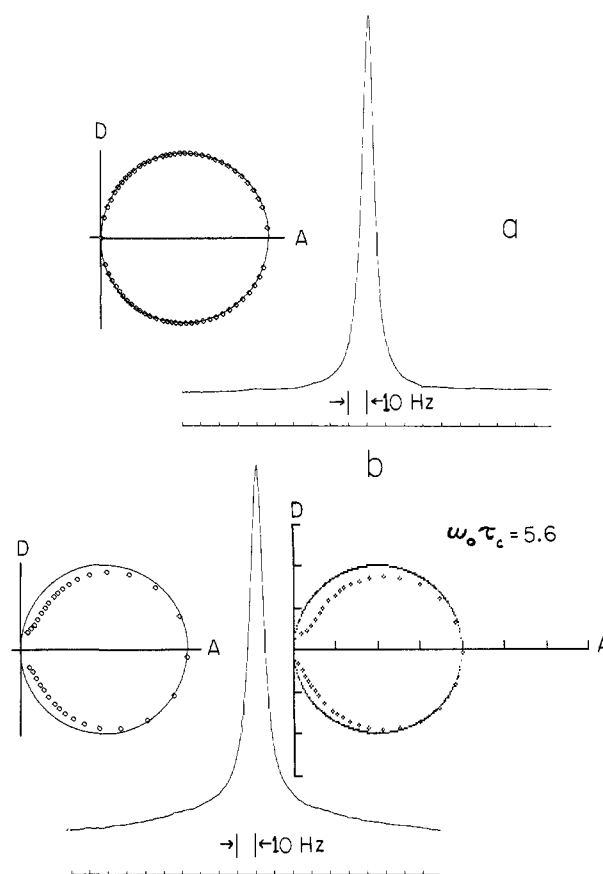 D
A
a
→| |←10 Hz
b
D
A
D
A
ω₀τc = 5.6
→| |←10 Hz